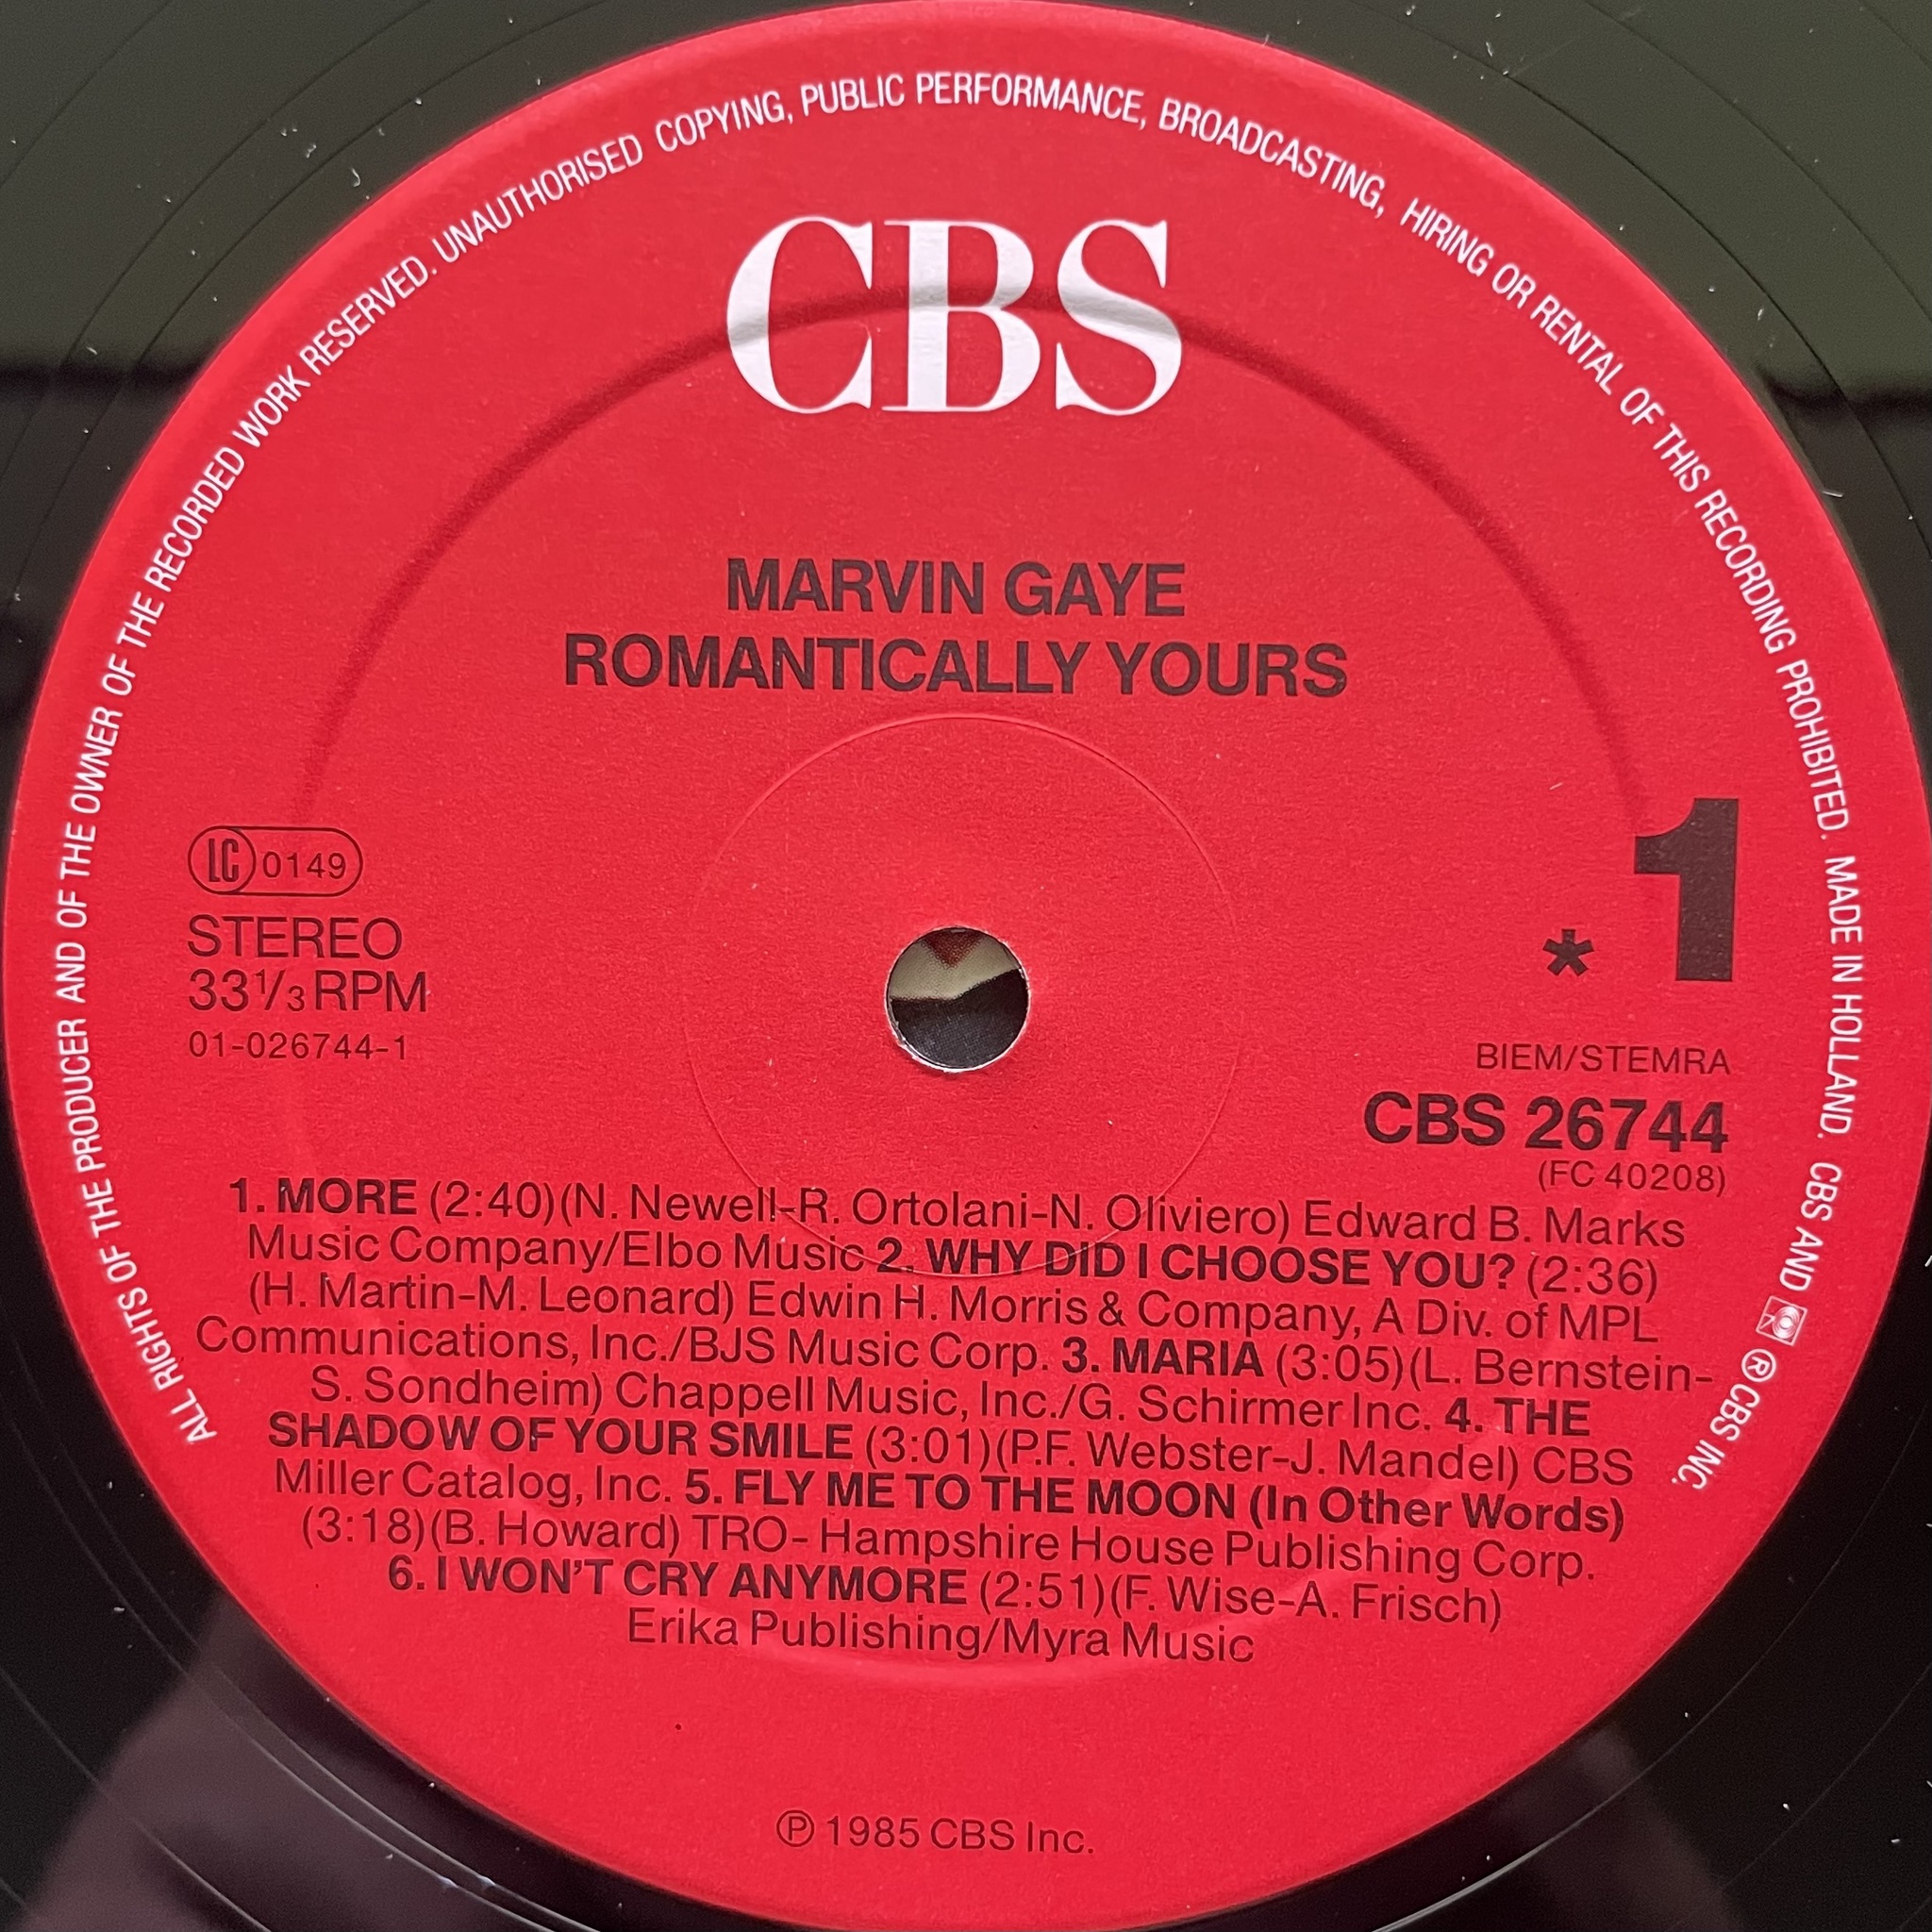 ALL RIGHTS OF THE PRODUCER AND OF THE OWNER OF THE RECORDED WORK RESERVED. UNAUTHORISED COPYING, PUBLIC PERFORMANCE, BROADCASTING, HIRING OR RENTAL OF THIS RECORDING PROHIBITED. MADE IN HOLLAND. CBS AND ® CBS INC.
CBS
MARVIN GAYE
ROMANTICALLY YOURS
LC 0149
STEREO
33 1/3 RPM
01-026744-1
* 1
BIEM/STEMRA
CBS 26744
(FC 40208)
1. MORE (2:40)(N. Newell-R. Ortolani-N. Oliviero) Edward B. Marks
Music Company/Elbo Music 2. WHY DID I CHOOSE YOU? (2:36)
(H. Martin-M. Leonard) Edwin H. Morris & Company, A Div. of MPL
Communications, Inc./BJS Music Corp. 3. MARIA (3:05)(L. Bernstein-
S. Sondheim) Chappell Music, Inc./G. Schirmer Inc. 4. THE
SHADOW OF YOUR SMILE (3:01)(P.F. Webster-J. Mandel) CBS
Miller Catalog, Inc. 5. FLY ME TO THE MOON (In Other Words)
(3:18)(B. Howard) TRO- Hampshire House Publishing Corp.
6. I WON'T CRY ANYMORE (2:51)(F. Wise-A. Frisch)
Erika Publishing/Myra Music
℗ 1985 CBS Inc.